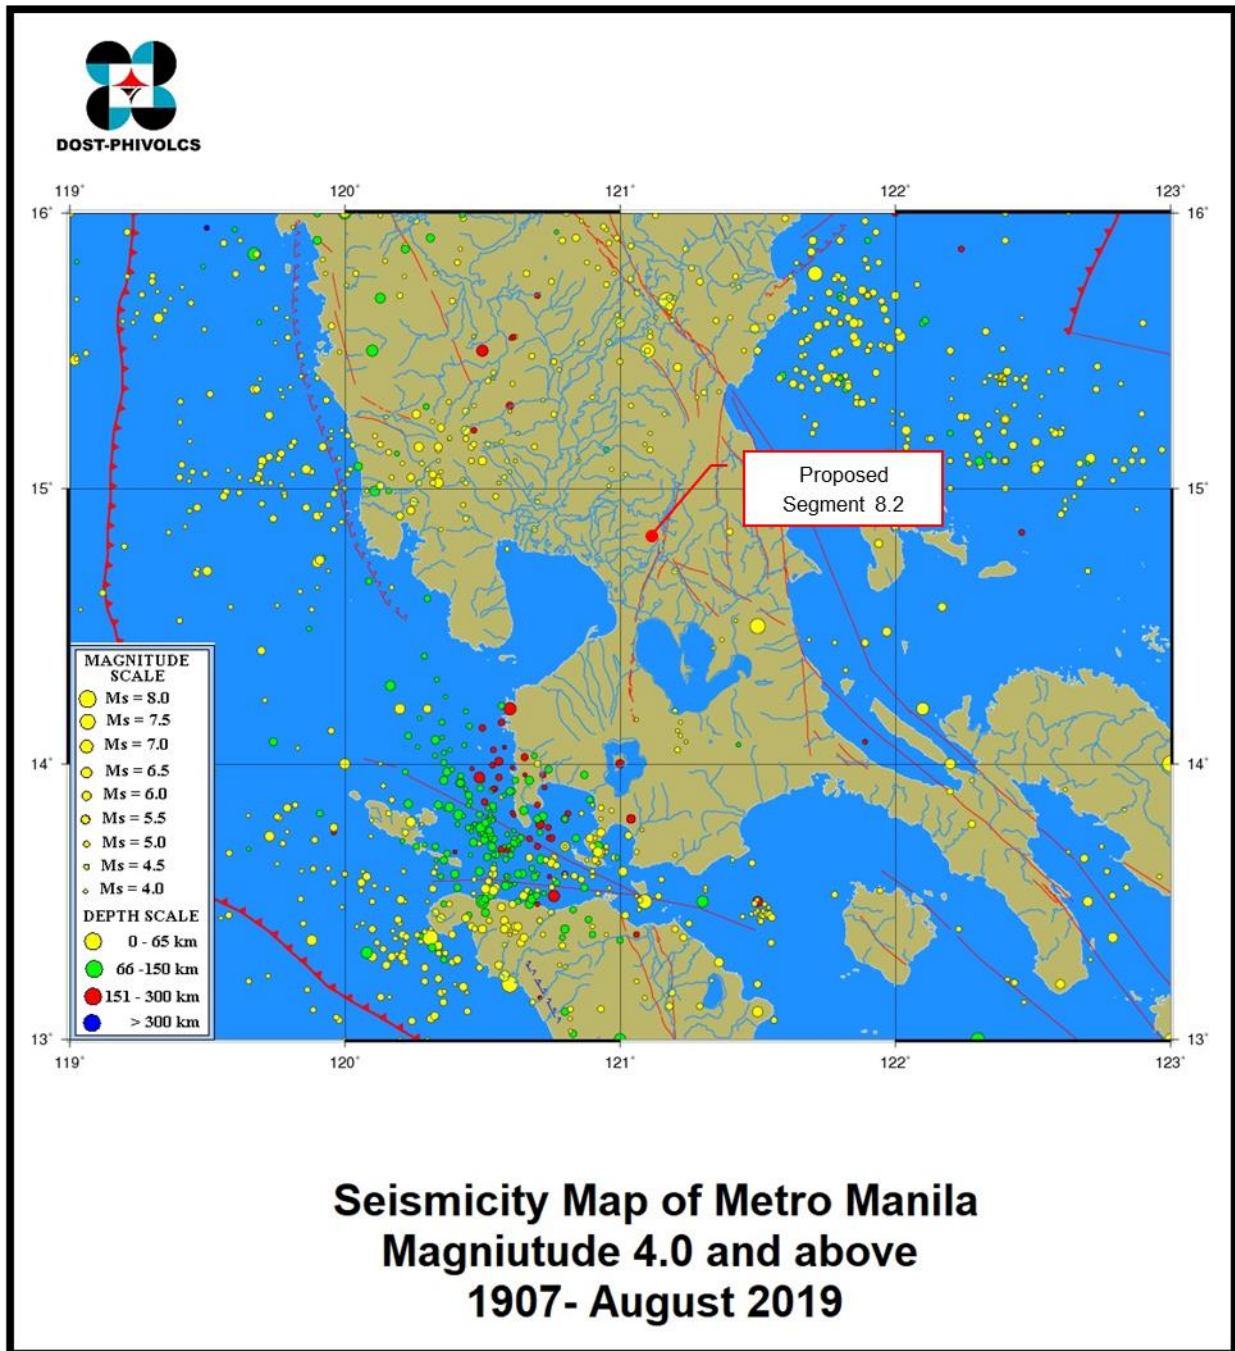 DOST-PHIVOLCS
119°
120°
121°
122°
123°
16°
16°
Proposed
Segment 8.2
15°
15°
MAGNITUDE
SCALE
Ms = 8.0
Ms = 7.5
Ms = 7.0
Ms = 6.5
Ms = 6.0
Ms = 5.5
Ms = 5.0
Ms = 4.5
Ms = 4.0
DEPTH SCALE
0 - 65 km
66 -150 km
151 - 300 km
> 300 km
14°
14°
13°
13°
119°
120°
121°
122°
123°
Seismicity Map of Metro Manila
Magniutude 4.0 and above
1907- August 2019